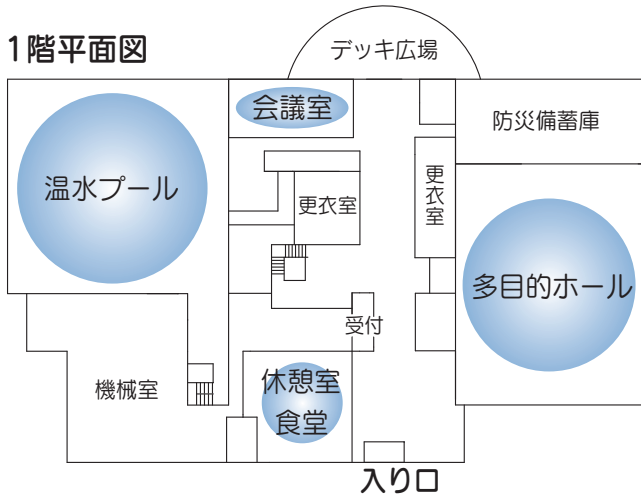 1階平面図
デッキ広場
会議室
防災備蓄庫
温水プール
更衣室
更衣室
多目的ホール
受付
機械室
休憩室
食堂
入り口